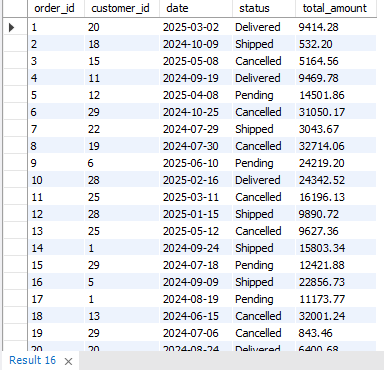 order_id customer_id date status total_amount
1 20 2025-03-02 Delivered 9414.28
2 18 2024-10-09 Shipped 532.20
3 15 2025-05-08 Cancelled 5164.56
4 11 2024-09-19 Delivered 9469.78
5 12 2025-04-08 Pending 14501.86
6 29 2024-10-25 Cancelled 31050.17
7 22 2024-07-29 Shipped 3043.67
8 19 2024-07-30 Cancelled 32714.06
9 6 2025-06-10 Pending 24219.20
10 28 2025-02-16 Delivered 24342.52
11 25 2025-03-11 Cancelled 16196.13
12 28 2025-01-15 Shipped 9890.72
13 25 2025-05-12 Cancelled 9627.36
14 1 2024-09-24 Shipped 15803.34
15 29 2024-07-18 Pending 12421.88
16 5 2024-09-09 Shipped 22856.73
17 1 2024-08-19 Pending 11173.77
18 13 2024-06-15 Cancelled 32001.24
19 29 2024-07-06 Cancelled 843.46
20 20 2024-08-24 Delivered 6400.68
Result 16